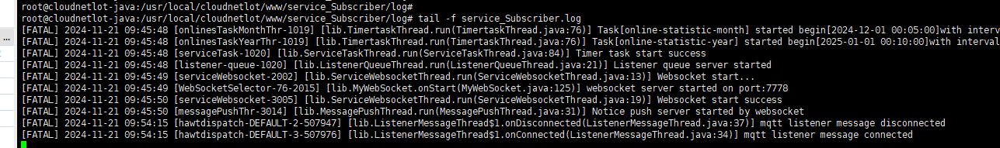 root@cloudnetlot-java:/usr/local/cloudnetlot/www/service_Subscriber/log#
root@cloudnetlot-java:/usr/local/cloudnetlot/www/service_Subscriber/log# tail -f service_Subscriber.log
[FATAL] 2024-11-21 09:45:48 [onlinesTaskMonthThr-1019] [lib.TimertaskThread.run(TimertaskThread.java:76)] Task[online-statistic-month] started begin[2024-12-01 00:05:00]with interval
[FATAL] 2024-11-21 09:45:48 [onlinesTaskYearThr-1019] [lib.TimertaskThread.run(TimertaskThread.java:76)] Task[online-statistic-year] started begin[2025-01-01 00:10:00]with interval
[FATAL] 2024-11-21 09:45:48 [serviceTask-1020] [lib.ServiceTaskThread.run(ServiceTaskThread.java:84)] Timer task start success
[FATAL] 2024-11-21 09:45:48 [listener-queue-1020] [lib.ListenerQueueThread.run(ListenerQueueThread.java:21)] Listener queue server started
[FATAL] 2024-11-21 09:45:49 [serviceWebsocket-2002] [lib.ServiceWebsocketThread.run(ServiceWebsocketThread.java:13)] Websocket start...
[FATAL] 2024-11-21 09:45:49 [WebSocketSelector-76-2015] [lib.MyWebSocket.onStart(MyWebSocket.java:125)] websocket server started on port:7778
[FATAL] 2024-11-21 09:45:50 [serviceWebsocket-3005] [lib.ServiceWebsocketThread.run(ServiceWebsocketThread.java:19)] Websocket start success
[FATAL] 2024-11-21 09:45:50 [messagePushThr-3014] [lib.MessagePushThread.run(MessagePushThread.java:31)] Notice push server started by websocket
[FATAL] 2024-11-21 09:54:15 [hawtdispatch-DEFAULT-2-507947] [lib.ListenerMessageThread$1.onDisconnected(ListenerMessageThread.java:37)] mqtt listener message disconnected
[FATAL] 2024-11-21 09:54:15 [hawtdispatch-DEFAULT-3-507976] [lib.ListenerMessageThread$1.onConnected(ListenerMessageThread.java:34)] mqtt listener message connected